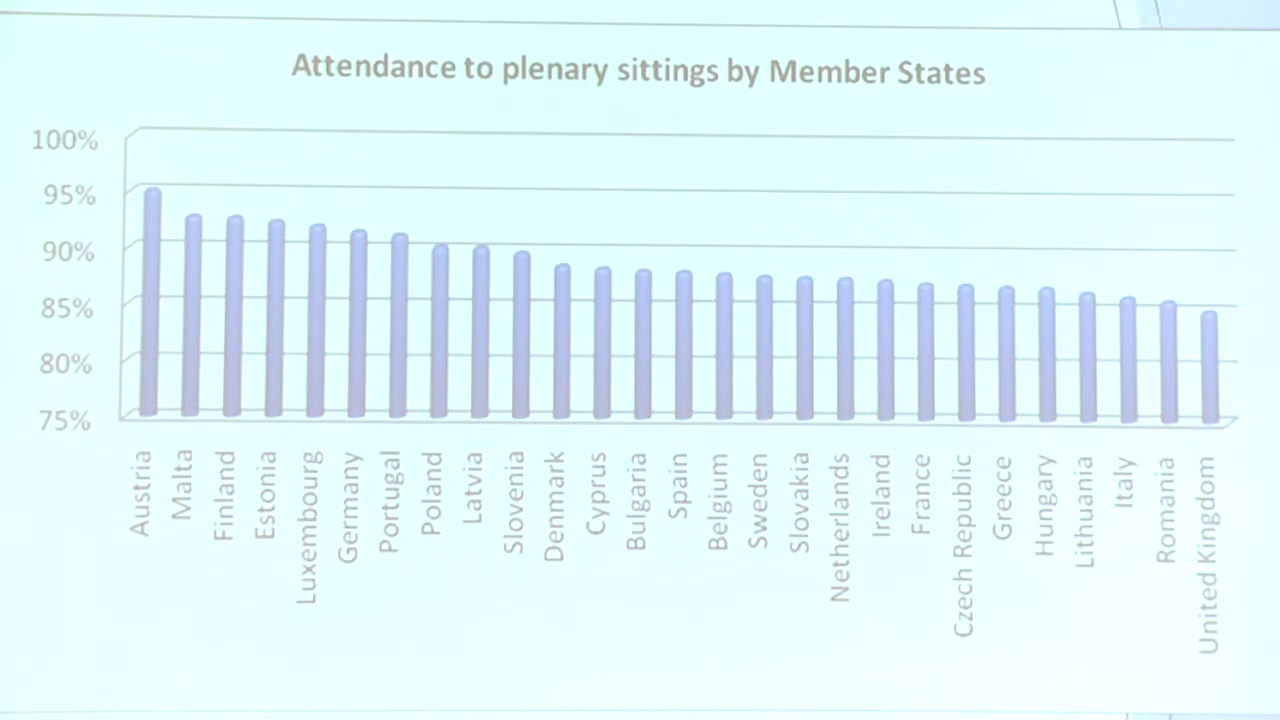 Attendance to plenary sittings by Member States
100%
95%
90%
85%
80%
75%
Austria
Malta
Finland
Estonia
Luxembourg
Germany
Portugal
Poland
Latvia
Slovenia
Denmark
Cyprus
Bulgaria
Spain
Belgium
Sweden
Slovakia
Netherlands
Ireland
France
Czech Republic
Greece
Hungary
Lithuania
Italy
Romania
United Kingdom